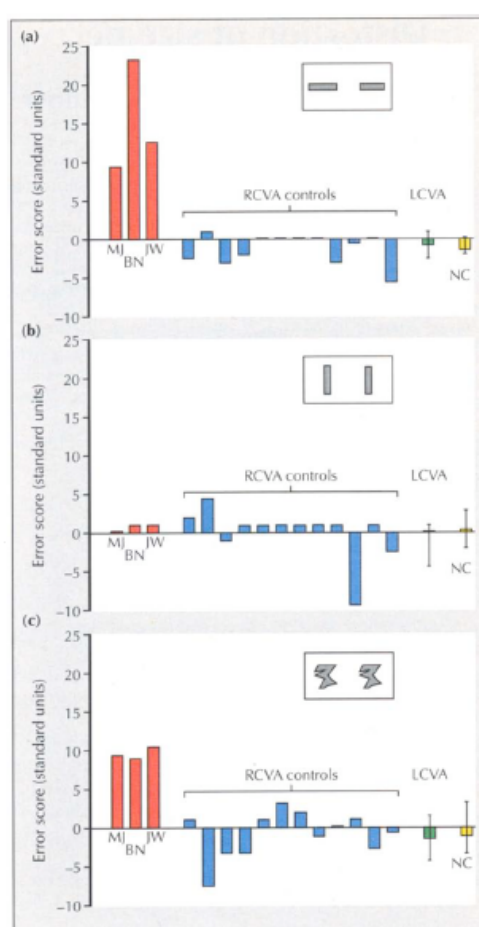 (a)
25
20
15
10
5
0
−5
−10
Error score (standard units)
MJ
BN
JW
RCVA controls
LCVA
NC
(b)
25
20
15
10
5
0
−5
−10
Error score (standard units)
MJ
BN
JW
RCVA controls
LCVA
NC
(c)
25
20
15
10
5
0
−5
−10
Error score (standard units)
MJ
BN
JW
RCVA controls
LCVA
NC